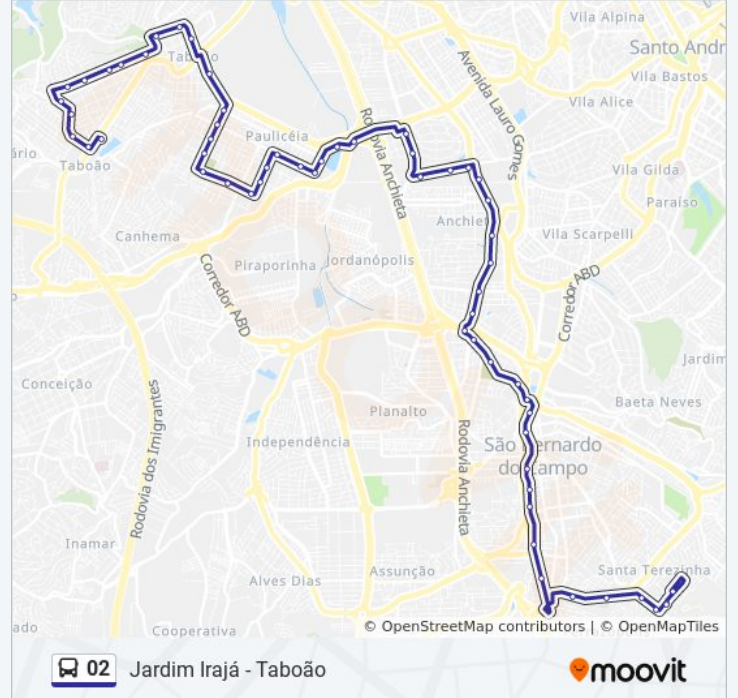 Vila Alpina
Santo Andr
Vila Bastos
Vila Alice
Taboão
Avenida Lauro Gomes
Rodovia Anchieta
Paulicéia
ário
Taboão
Vila Gilda
Paraiso
Anchieta
Vila Scarpelli
Canhema
Piraporinha
Jordanópolis
Corredor ABD
Corredor ABD
Jardim
Conceição
Baeta Neves
Planalto
Rodovia dos Imigrantes
Independência
Rodovia Anchieta
São Bernardo
do Campo
Inamar
Alves Dias
Assunção
Santa Terezinha
ado
Cooperativa
© OpenStreetMap contributors | © OpenMapTiles
02 Jardim Irajá - Taboão
moovit